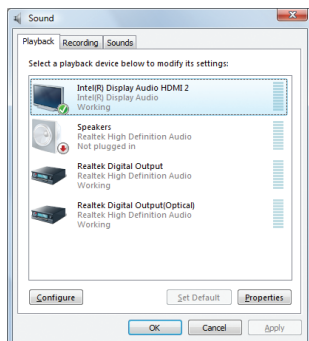 Sound
Playback Recording Sounds
Select a playback device below to modify its settings:
Intel(R) Display Audio HDMI 2
Intel(R) Display Audio
Working
Speakers
Realtek High Definition Audio
Not plugged in
Realtek Digital Output
Realtek High Definition Audio
Working
Realtek Digital Output(Optical)
Realtek High Definition Audio
Working
Configure Set Default Properties
OK Cancel Apply